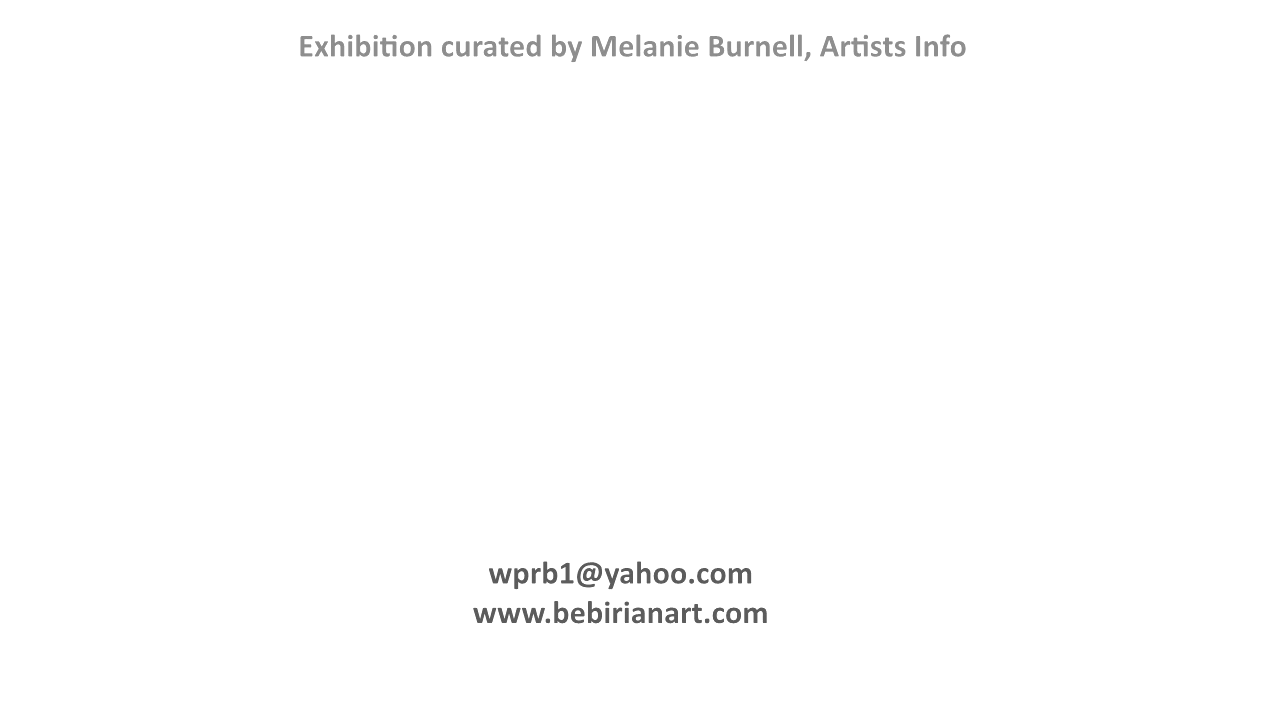 Exhibition curated by Melanie Burnell, Artists Info
wprb1@yahoo.com
www.bebirianart.com